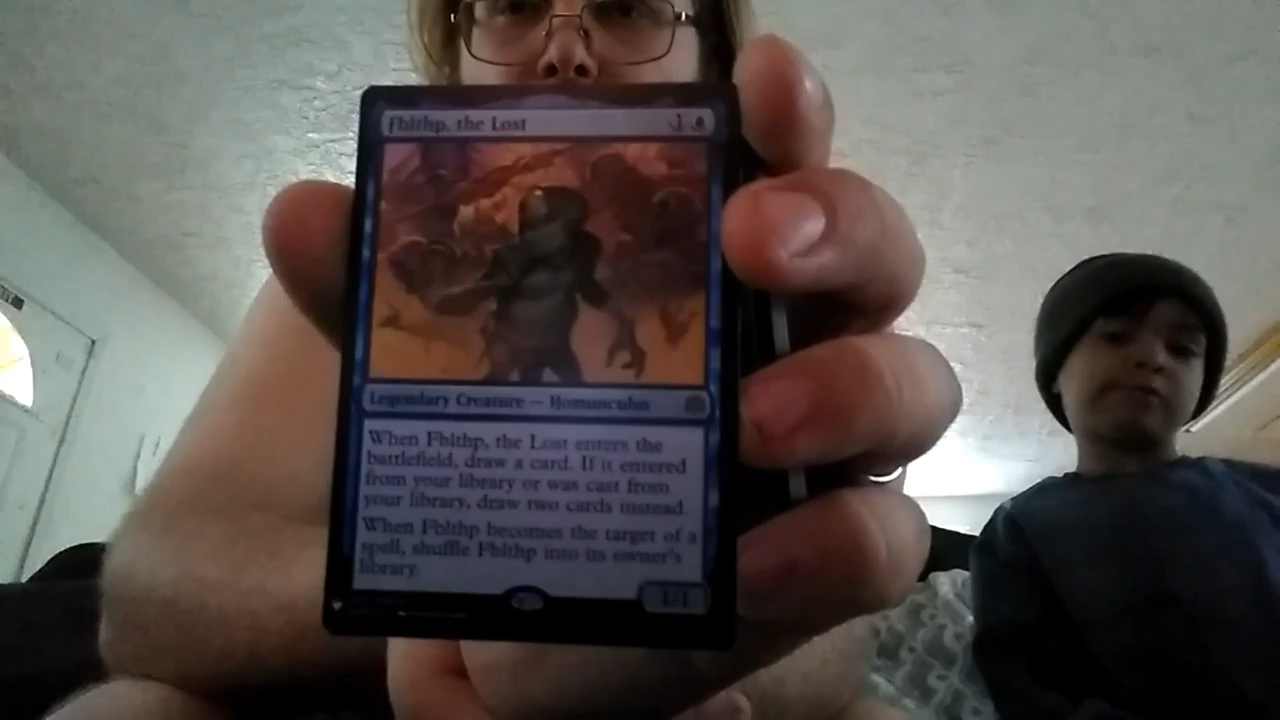 Fblthp, the Lost 1
Legendary Creature — Homunculus
When Fblthp, the Lost enters the
battlefield, draw a card. If it entered
from your library or was cast from
your library, draw two cards instead.
When Fblthp becomes the target of a
spell, shuffle Fblthp into its owner's
library.
1/1